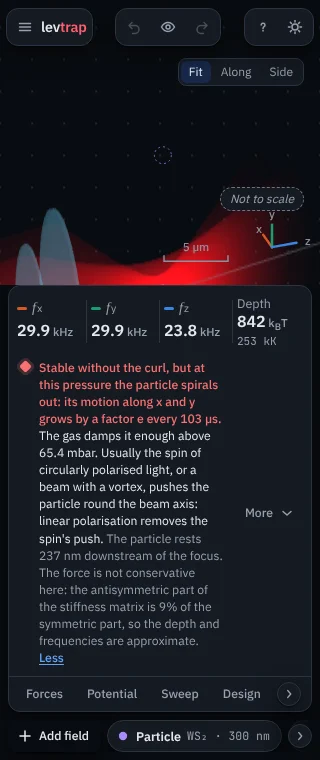 levtrap
?
Fit Along Side
Not to scale
y
x
z
5 µm
fx
29.9 kHz
fy
29.9 kHz
fz
23.8 kHz
Depth
842 kBT
253 kK
Stable without the curl, but at
this pressure the particle spirals
out: its motion along x and y
grows by a factor e every 103 µs.
The gas damps it enough above
65.4 mbar. Usually the spin of
circularly polarised light, or a
beam with a vortex, pushes the
particle round the beam axis:
linear polarisation removes the
spin's push. The particle rests
237 nm downstream of the focus.
The force is not conservative
here: the antisymmetric part of
the stiffness matrix is 9% of the
symmetric part, so the depth and
frequencies are approximate.
Less
More
Forces Potential Sweep Design
+ Add field
Particle WS₂ · 300 nm